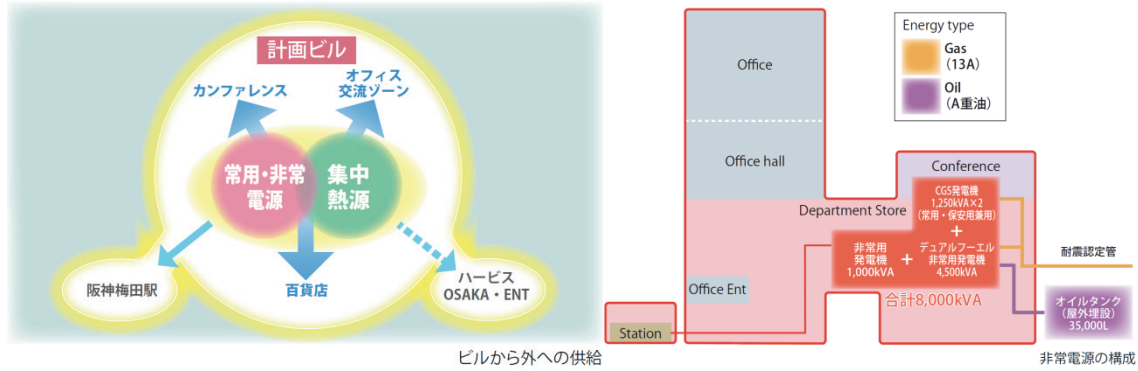 計画ビル
カンファレンス
オフィス
交流ゾーン
常用・非常
電源
集中
熱源
阪神梅田駅
百貨店
ハービス
OSAKA・ENT
ビルから外への供給
Office
Office hall
Office Ent
Station
Department Store
Conference
CGS発電機
1,250kVA×2
(常用・保安用兼用)
+
非常用
発電機
1,000kVA
+
デュアルフーエル
非常用発電機
4,500kVA
合計8,000kVA
Energy type
Gas
(13A)
Oil
(A重油)
耐震認定管
オイルタンク
(屋外埋設)
35,000L
非常電源の構成